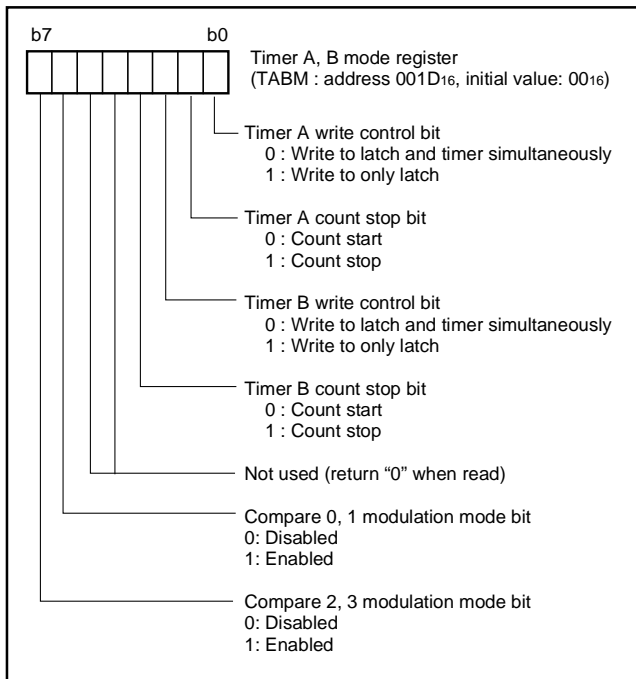 b7 b0
Timer A, B mode register
(TABM : address 001D16, initial value: 0016)
Timer A write control bit
0 : Write to latch and timer simultaneously
1 : Write to only latch
Timer A count stop bit
0 : Count start
1 : Count stop
Timer B write control bit
0 : Write to latch and timer simultaneously
1 : Write to only latch
Timer B count stop bit
0 : Count start
1 : Count stop
Not used (return “0” when read)
Compare 0, 1 modulation mode bit
0: Disabled
1: Enabled
Compare 2, 3 modulation mode bit
0: Disabled
1: Enabled